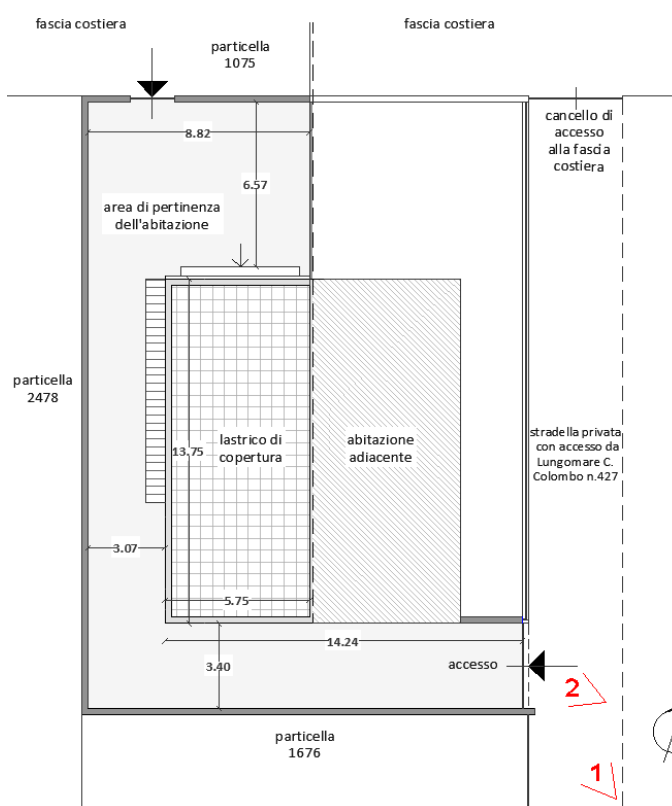 fascia costiera
fascia costiera
particella
1075
cancello di
accesso
alla fascia
costiera
8.82
6.57
area di pertinenza
dell'abitazione
particella
2478
13.75
lastrico di
copertura
abitazione
adiacente
stradella privata
con accesso da
Lungomare C.
Colombo n.427
3.07
5.75
14.24
3.40
accesso
2
particella
1676
1